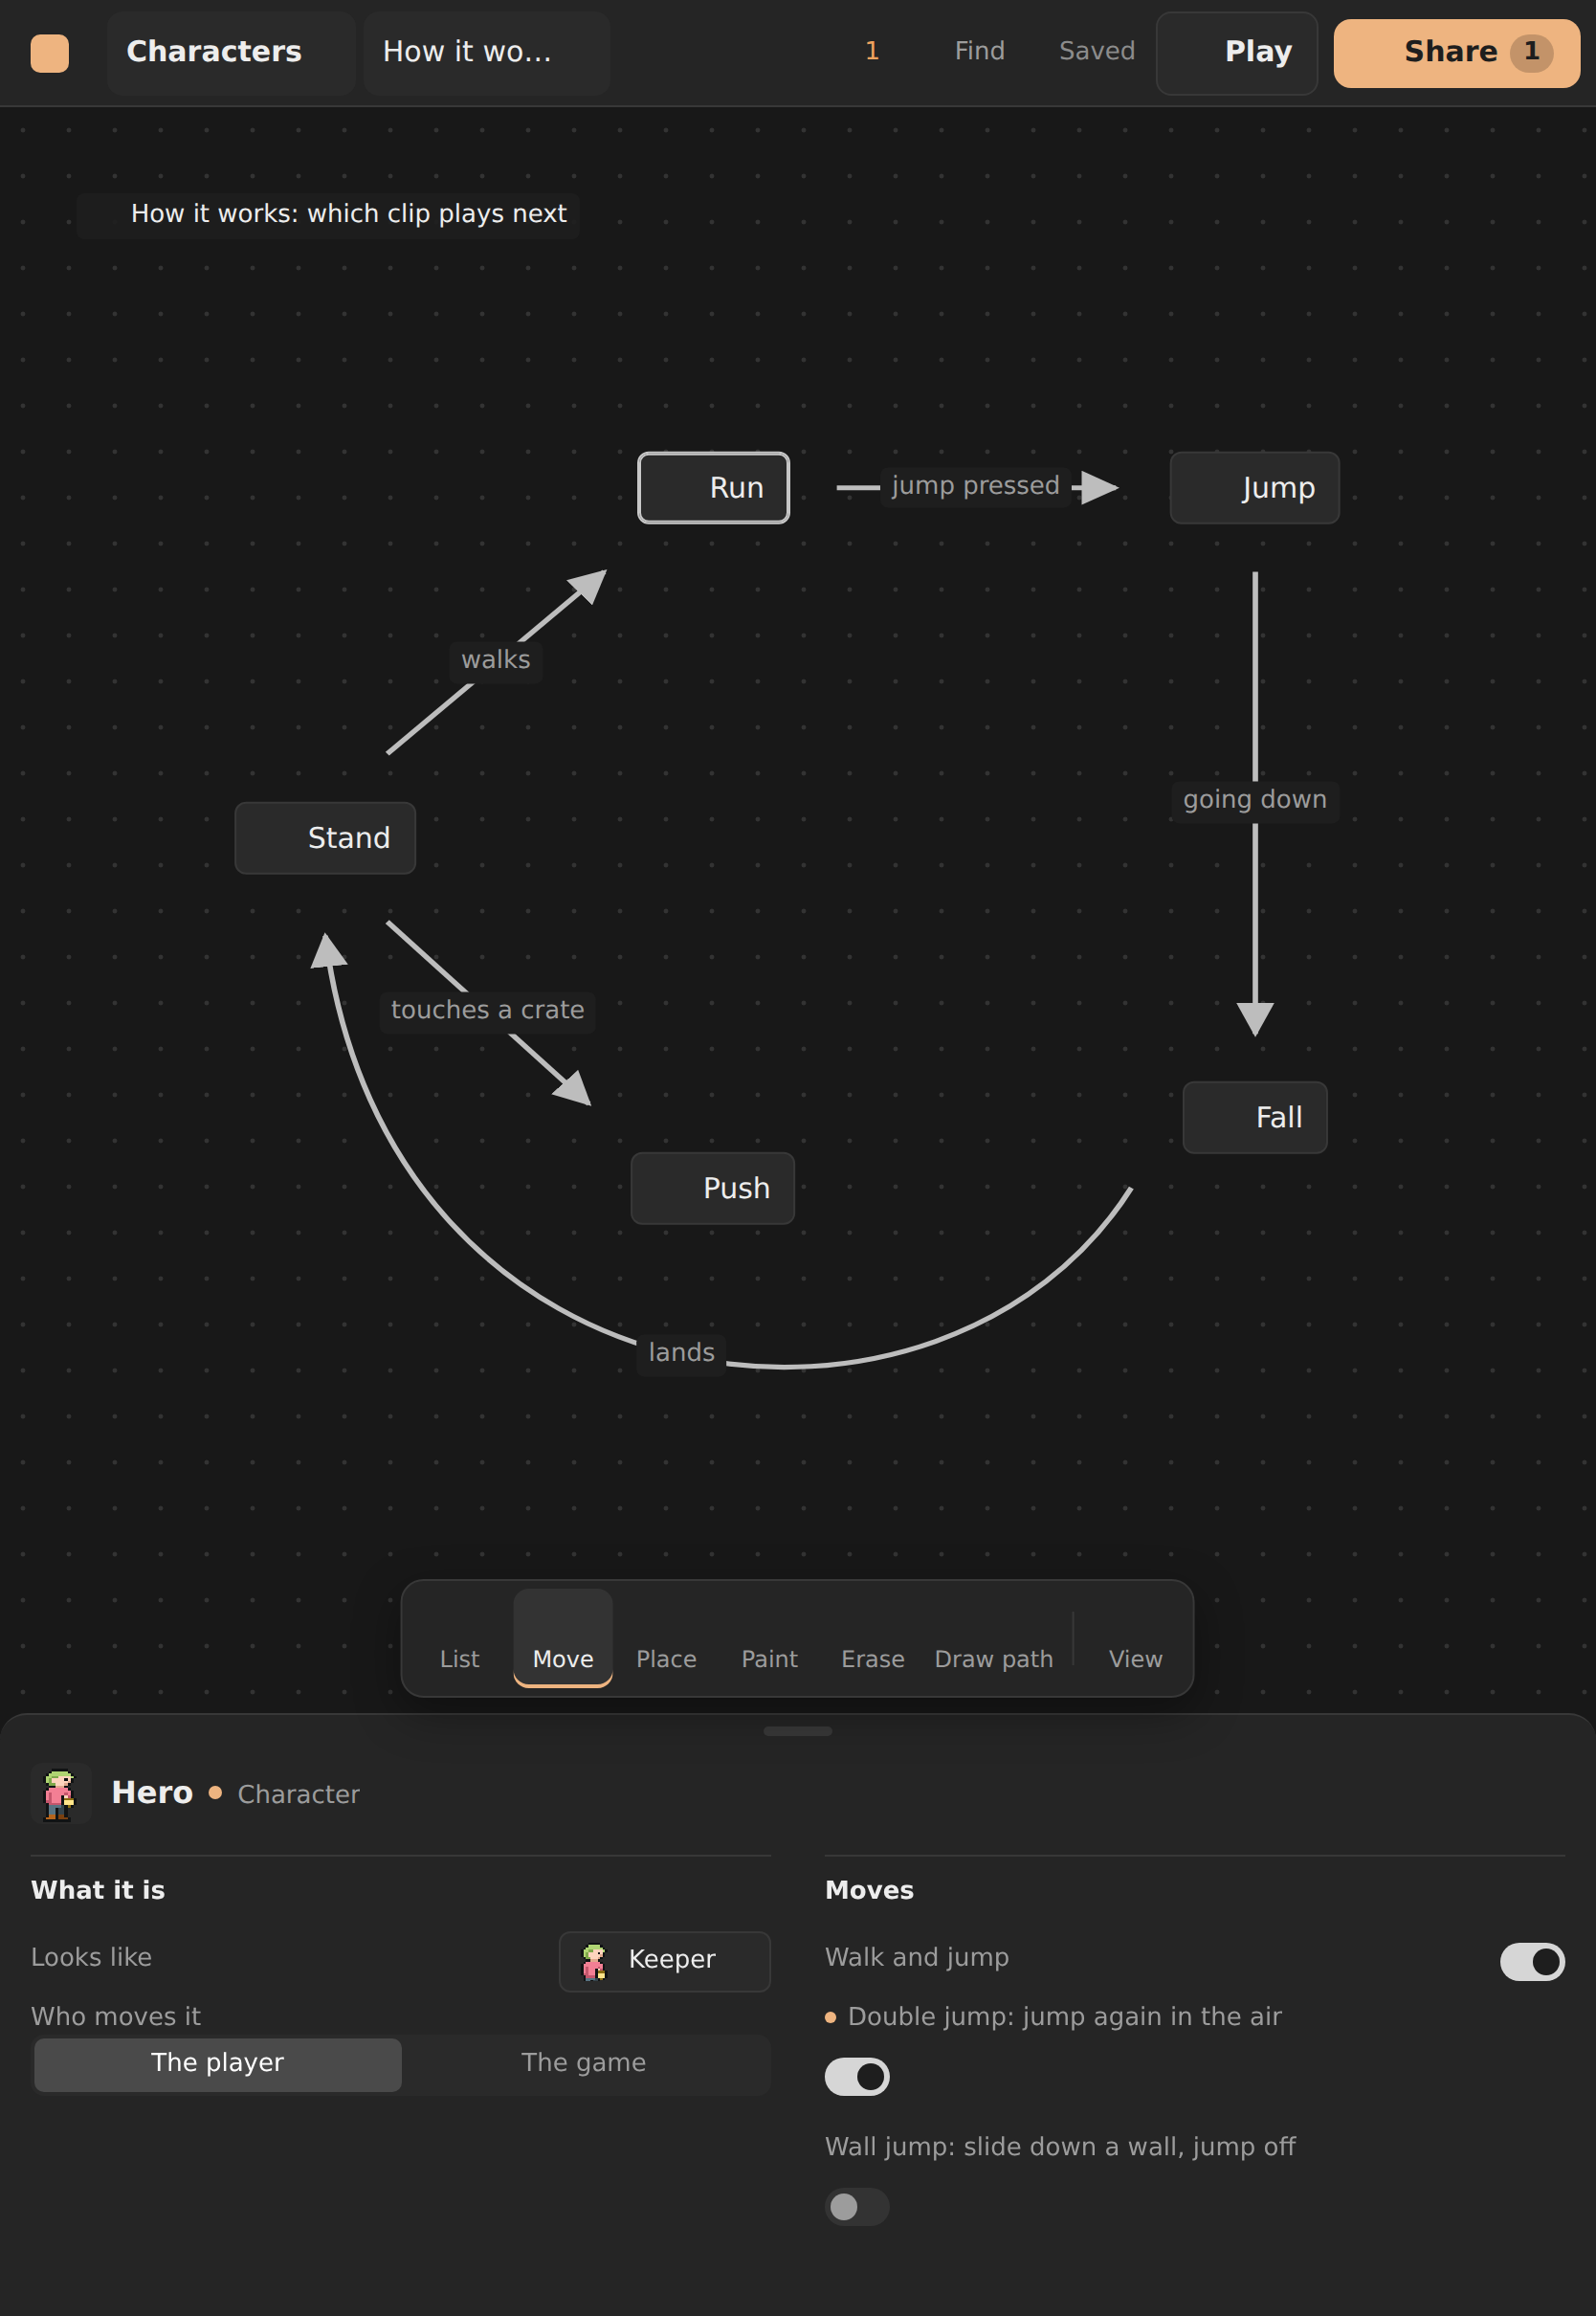 Characters
How it wo...
1
Find
Saved
Play
Share 1
How it works: which clip plays next
Run
jump pressed
Jump
walks
going down
Stand
touches a crate
Fall
Push
lands
List
Move
Place
Paint
Erase
Draw path
View
Hero
Character
What it is
Looks like
Keeper
Who moves it
The player
The game
Moves
Walk and jump
Double jump: jump again in the air
Wall jump: slide down a wall, jump off